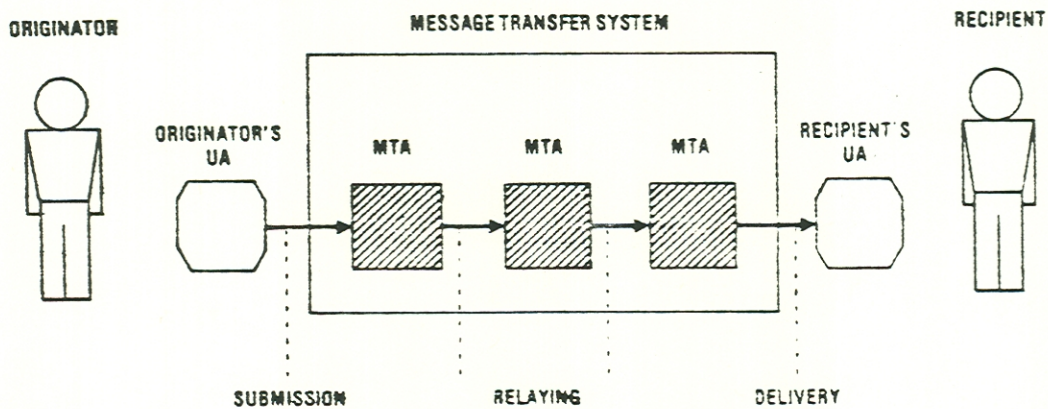 ORIGINATOR
MESSAGE TRANSFER SYSTEM
RECIPIENT
ORIGINATOR'S
UA
MTA
MTA
MTA
RECIPIENT'S
UA
SUBMISSION
RELAYING
DELIVERY